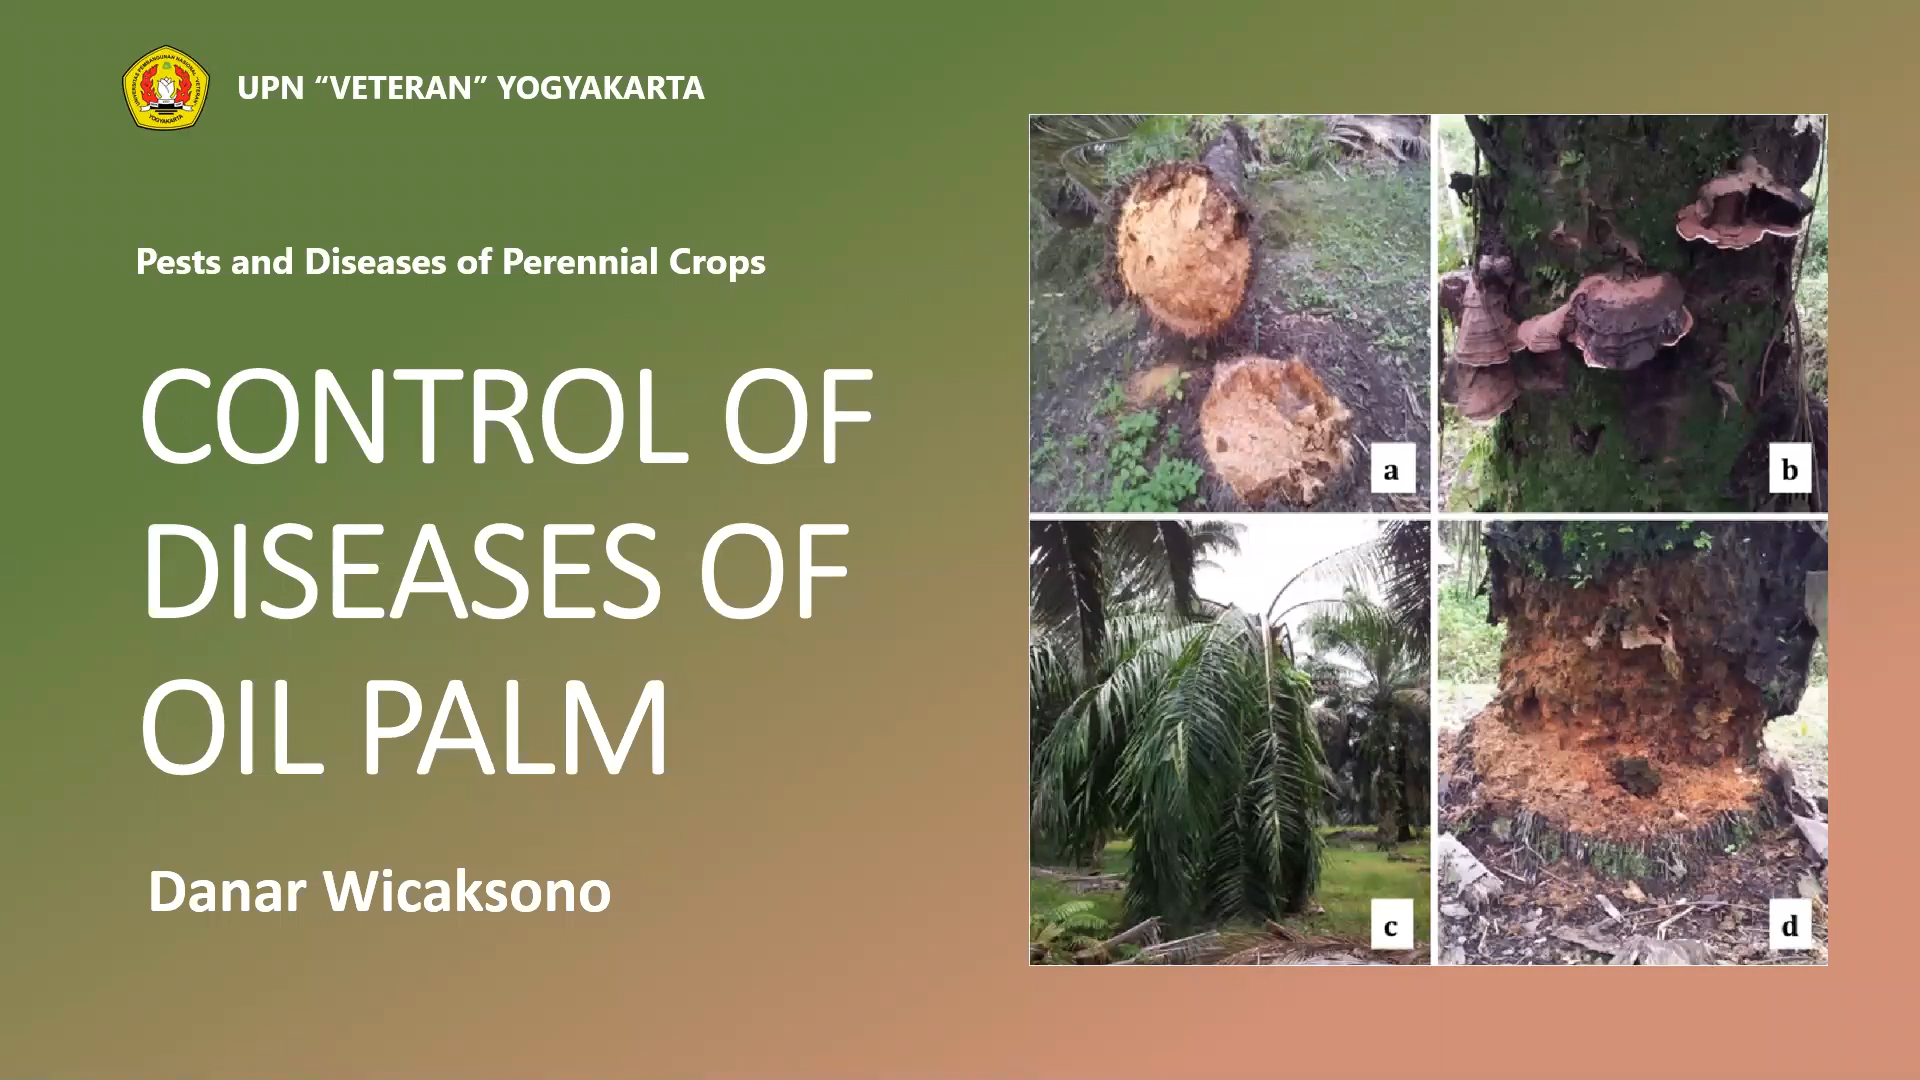 UPN “VETERAN” YOGYAKARTA
Pests and Diseases of Perennial Crops
CONTROL OF
DISEASES OF
OIL PALM
Danar Wicaksono
a
b
c
d